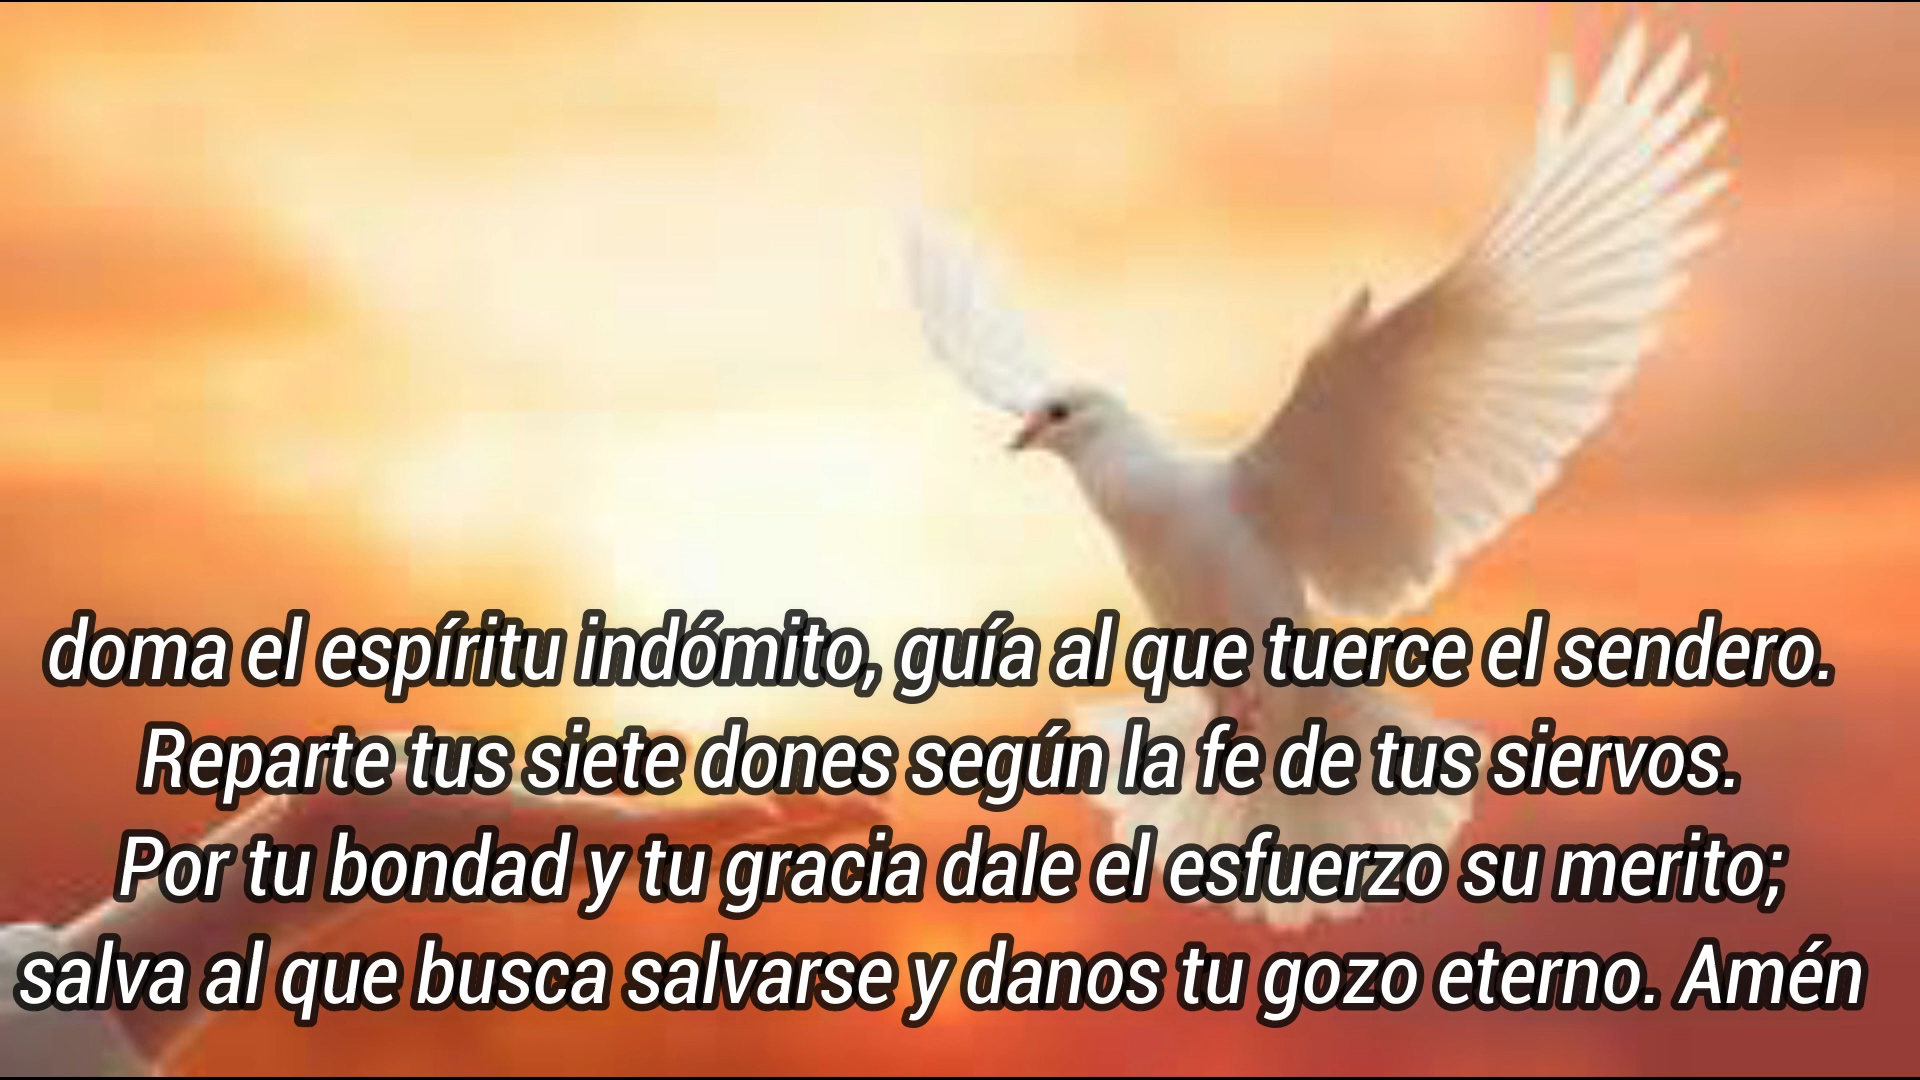 doma el espíritu indómito, guía al que tuerce el sendero.
Reparte tus siete dones según la fe de tus siervos.
Por tu bondad y tu gracia dale el esfuerzo su merito;
salva al que busca salvarse y danos tu gozo eterno. Amén